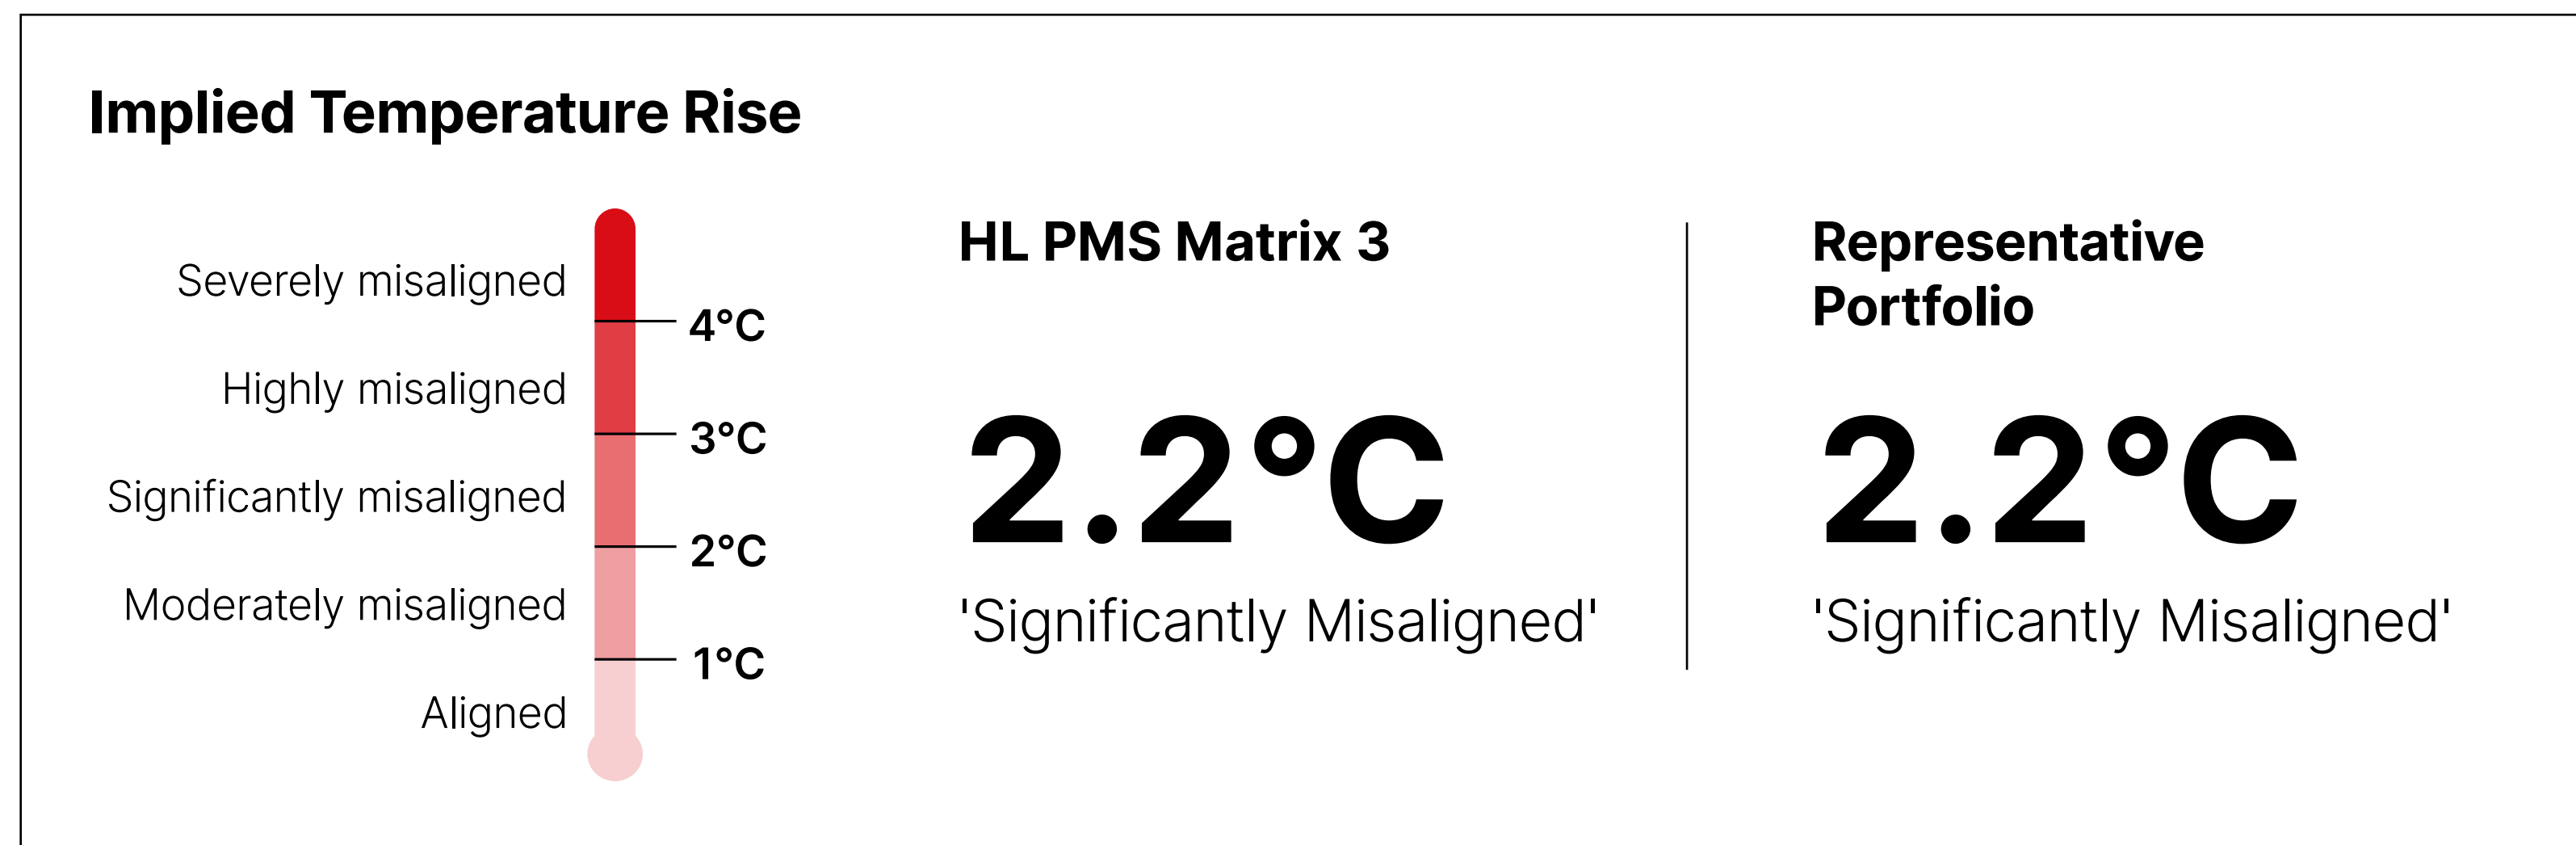 Implied Temperature Rise
Severely misaligned
4°C
Highly misaligned
3°C
Significantly misaligned
2°C
Moderately misaligned
1°C
Aligned
HL PMS Matrix 3
2.2°C
'Significantly Misaligned'
Representative
Portfolio
2.2°C
'Significantly Misaligned'